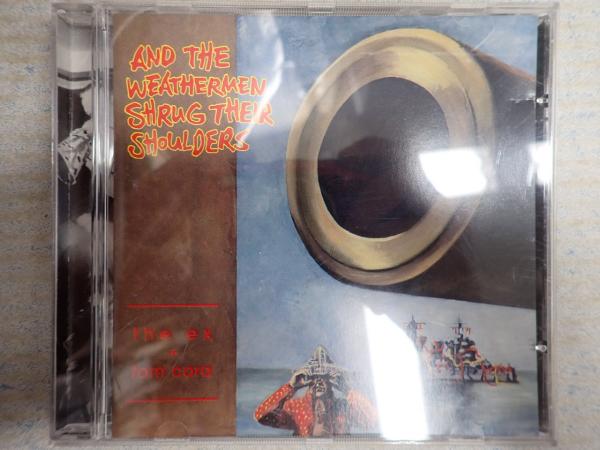 AND THE
WEATHERMEN
SHRUG THEIR
SHOULDERS
the ex
+
tom cora